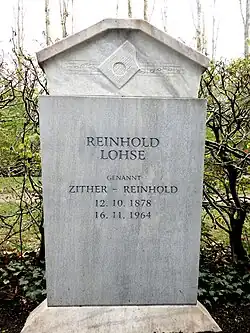 REINHOLD
LOHSE
GENANNT
ZITHER – REINHOLD
12. 10. 1878
16. 11. 1964